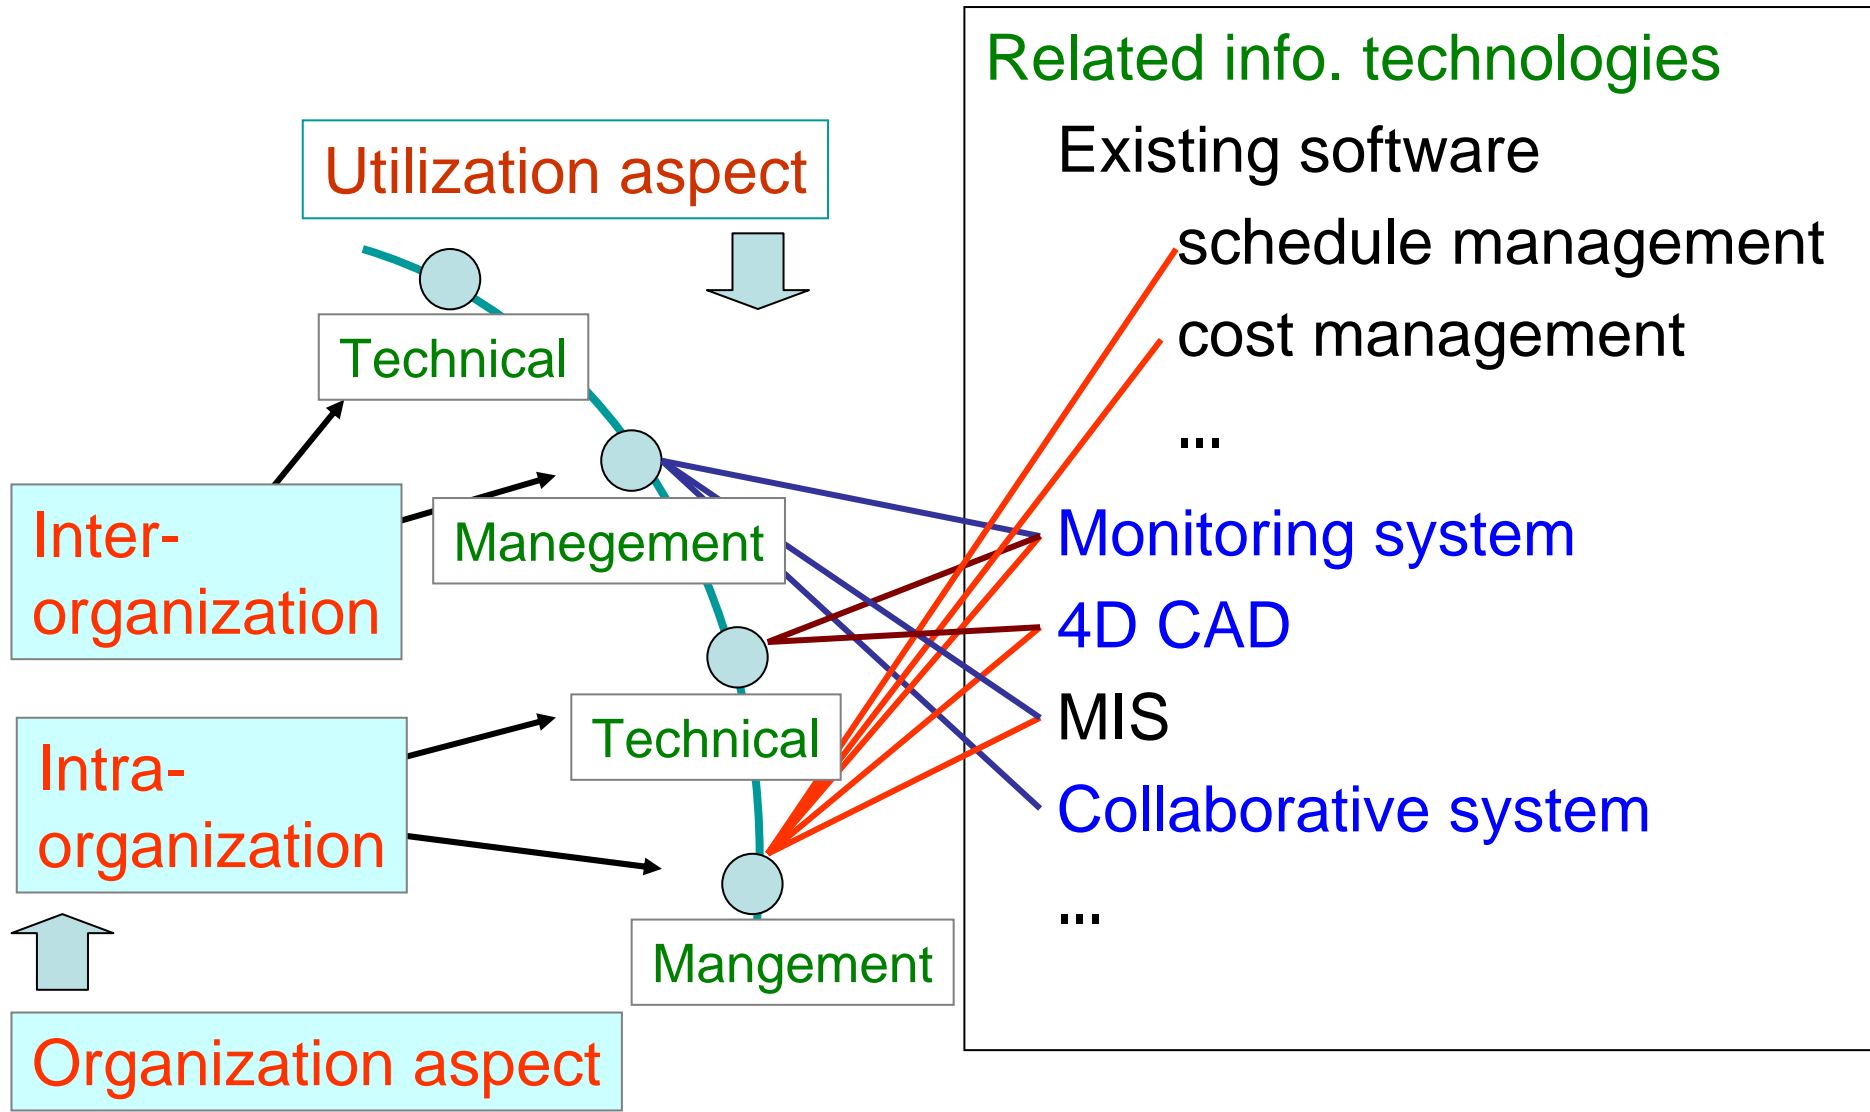 Utilization aspect
Technical
Manegement
Inter-
organization
Technical
Intra-
organization
Mangement
Organization aspect
Related info. technologies
Existing software
schedule management
cost management
...
Monitoring system
4D CAD
MIS
Collaborative system
...